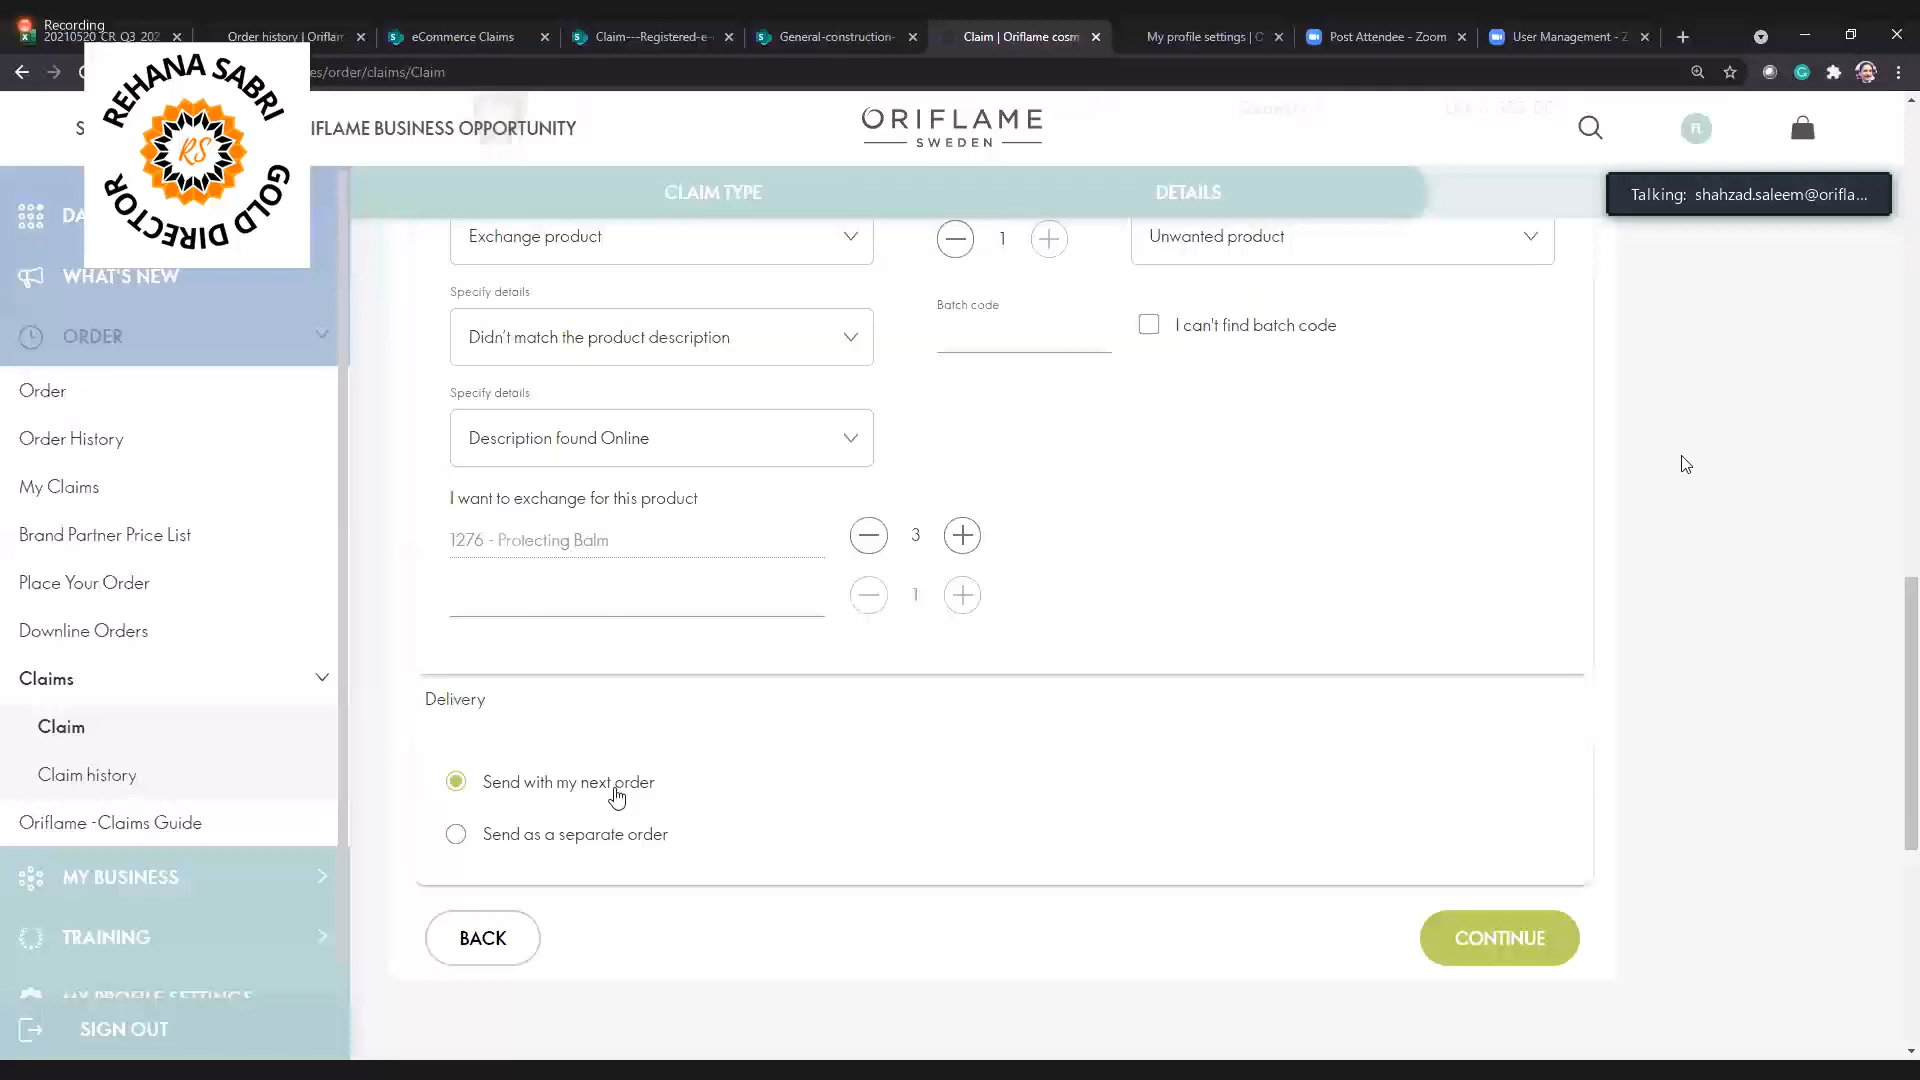 Recording
20210520_CR_Q3_202
Order history | Oriflam
eCommerce Claims
Claim---Registered-e-
General-construction-
Claim | Oriflame cosm
My profile settings | O
Post Attendee - Zoom
User Management - Z
es/order/claims/Claim
REHANA SABRI
RS
GOLD DIRECTOR
S
IFLAME BUSINESS OPPORTUNITY
ORIFLAME
SWEDEN
FL
CLAIM TYPE
DETAILS
Talking: shahzad.saleem@orifla...
DA
WHAT'S NEW
ORDER
Order
Order History
My Claims
Brand Partner Price List
Place Your Order
Downline Orders
Claims
Claim
Claim history
Oriflame -Claims Guide
MY BUSINESS
TRAINING
MY PROFILE SETTINGS
SIGN OUT
Exchange product
1
Unwanted product
Specify details
Didn't match the product description
Batch code
I can't find batch code
Specify details
Description found Online
I want to exchange for this product
1276 - Protecting Balm
3
1
Delivery
Send with my next order
Send as a separate order
BACK
CONTINUE